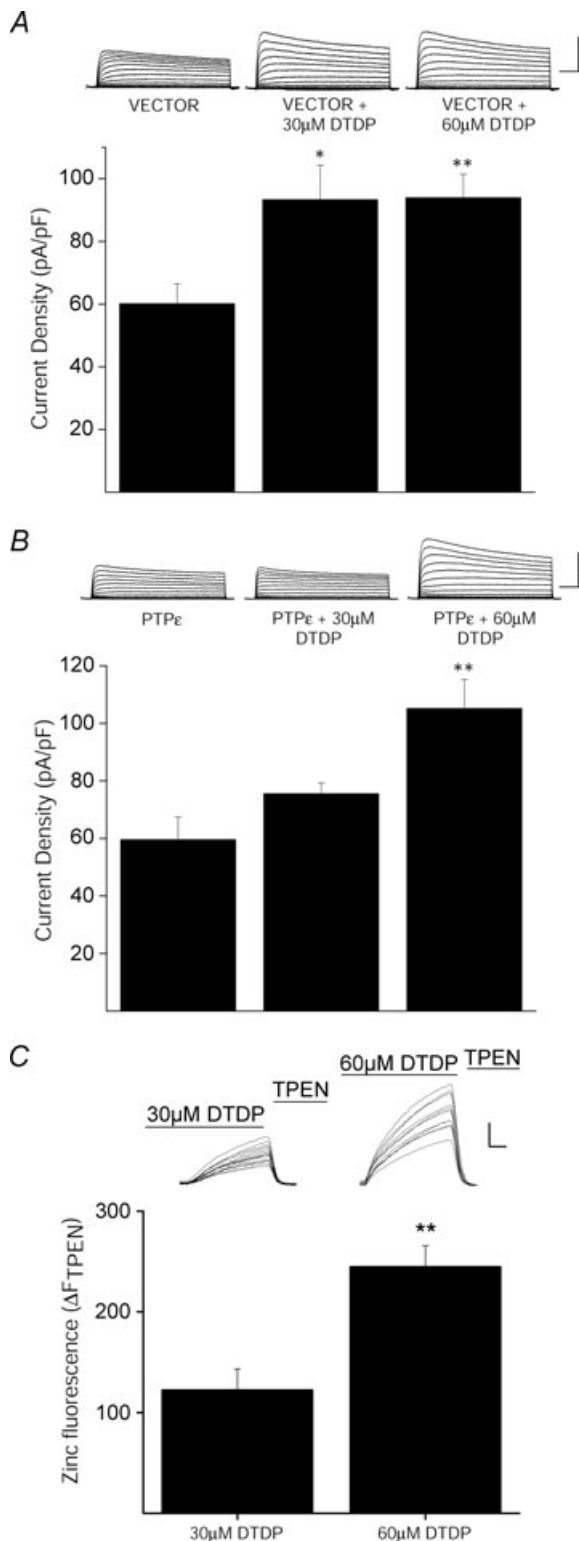 A
VECTOR
VECTOR +
30µM DTDP
VECTOR +
60µM DTDP
*
**
Current Density (pA/pF)
100
80
60
40
20
B
PTPε
PTPε + 30µM
DTDP
PTPε + 60µM
DTDP
**
Current Density (pA/pF)
120
100
80
60
40
20
C
30µM DTDP
TPEN
60µM DTDP
TPEN
**
Zinc fluorescence (ΔFTPEN)
300
200
100
30µM DTDP
60µM DTDP